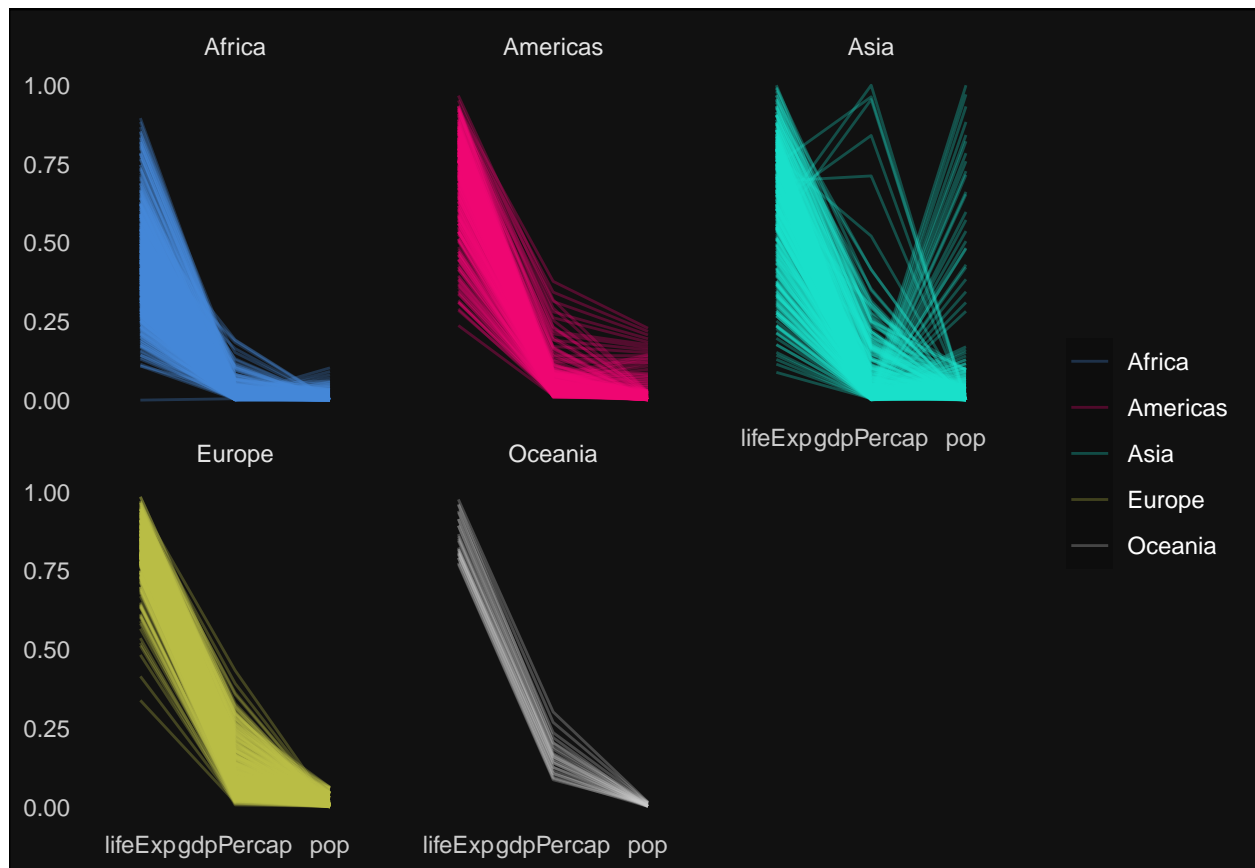 Africa
Americas
Asia
1.00
0.75
0.50
0.25
0.00
lifeExp gdpPercap pop
Europe
Oceania
1.00
0.75
0.50
0.25
0.00
lifeExp gdpPercap pop
lifeExp gdpPercap pop
Africa
Americas
Asia
Europe
Oceania